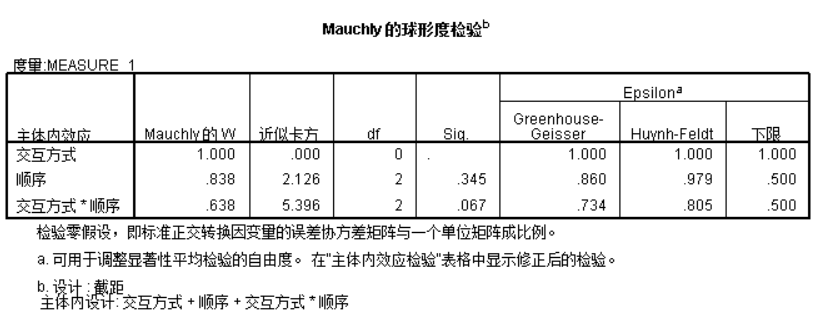 Mauchly 的球形度检验b
度量:MEASURE_1
Epsilona
主体内效应 Mauchly 的 W 近似卡方 df Sig. Greenhouse-Geisser Huynh-Feldt 下限
交互方式 1.000 .000 0 . 1.000 1.000 1.000
顺序 .838 2.126 2 .345 .860 .979 .500
交互方式 * 顺序 .638 5.396 2 .067 .734 .805 .500
检验零假设，即标准正交转换因变量的误差协方差矩阵与一个单位矩阵成比例。
a. 可用于调整显著性平均检验的自由度。 在"主体内效应检验"表格中显示修正后的检验。
b. 设计 : 截距
主体内设计: 交互方式 + 顺序 + 交互方式 * 顺序